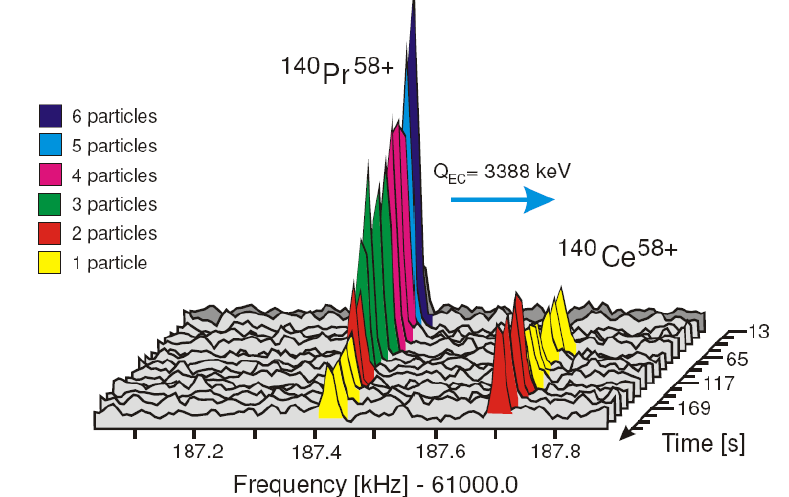 140Pr58+
6 particles
5 particles
4 particles
3 particles
2 particles
1 particle
QEC= 3388 keV
140Ce58+
13
65
117
169
Time [s]
187.2 187.4 187.6 187.8
Frequency [kHz] - 61000.0